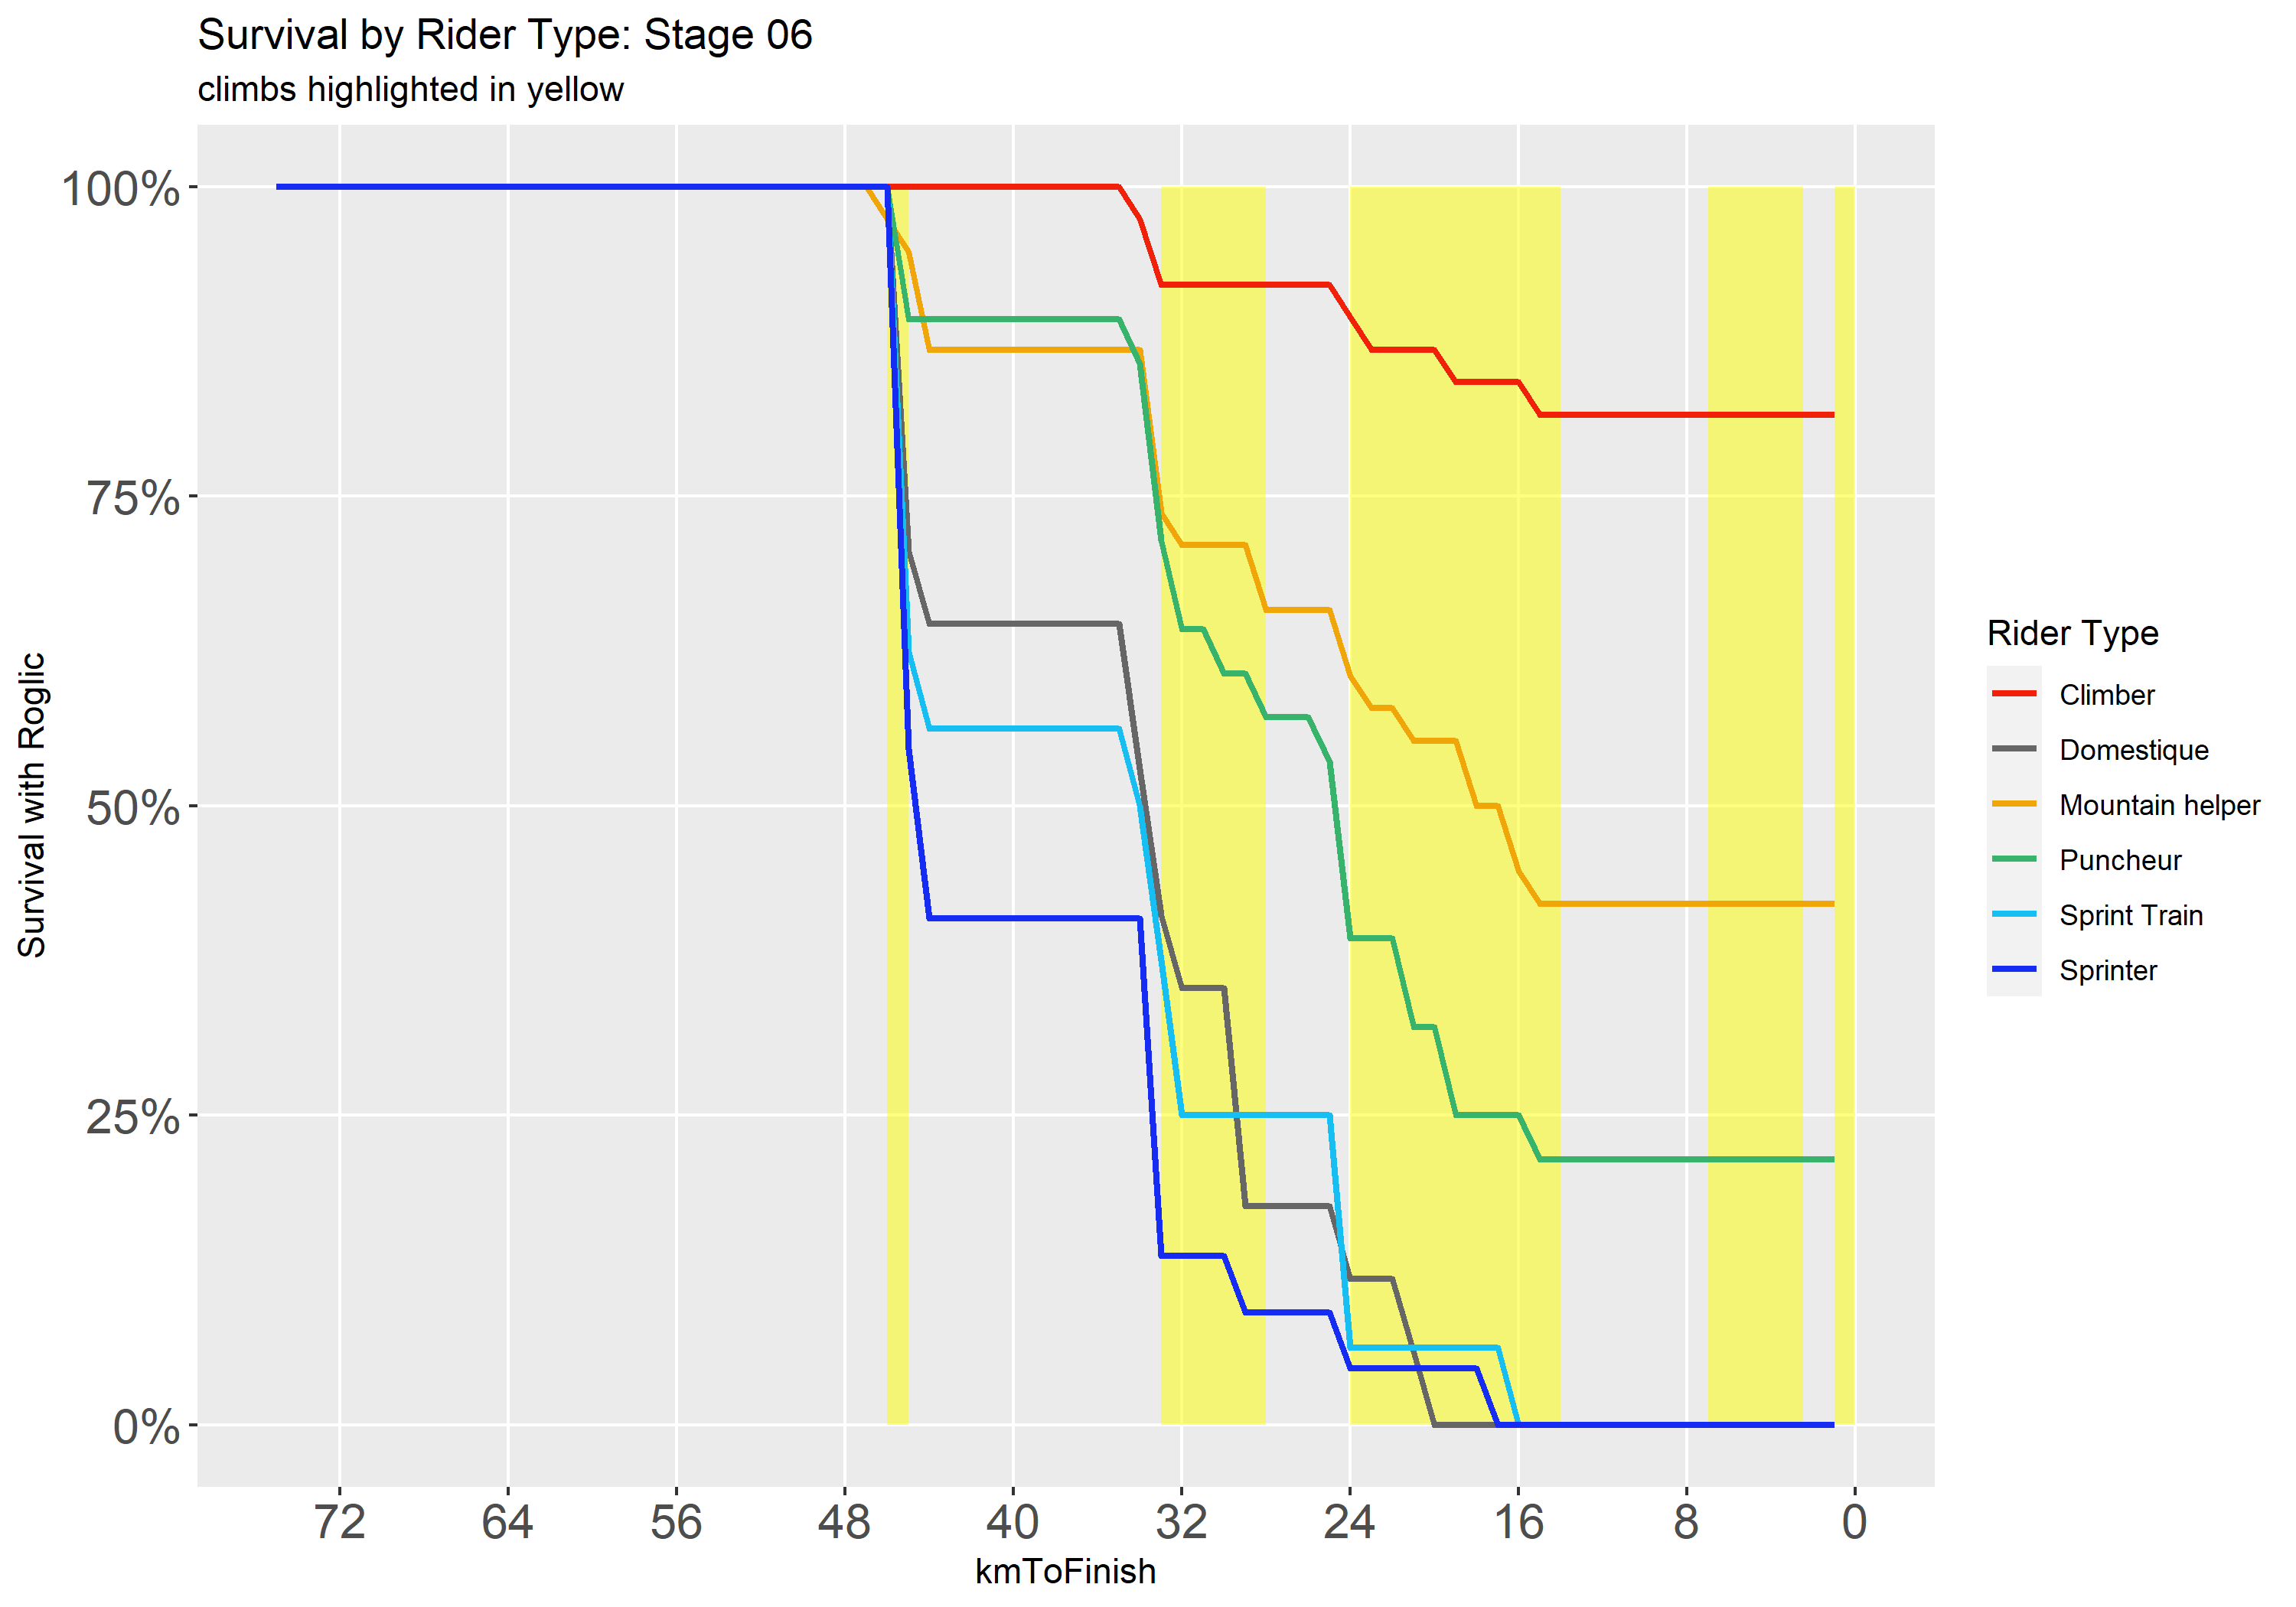 Survival by Rider Type: Stage 06
climbs highlighted in yellow
Survival with Roglic
100%
75%
50%
25%
0%
72 64 56 48 40 32 24 16 8 0
kmToFinish
Rider Type
Climber
Domestique
Mountain helper
Puncheur
Sprint Train
Sprinter